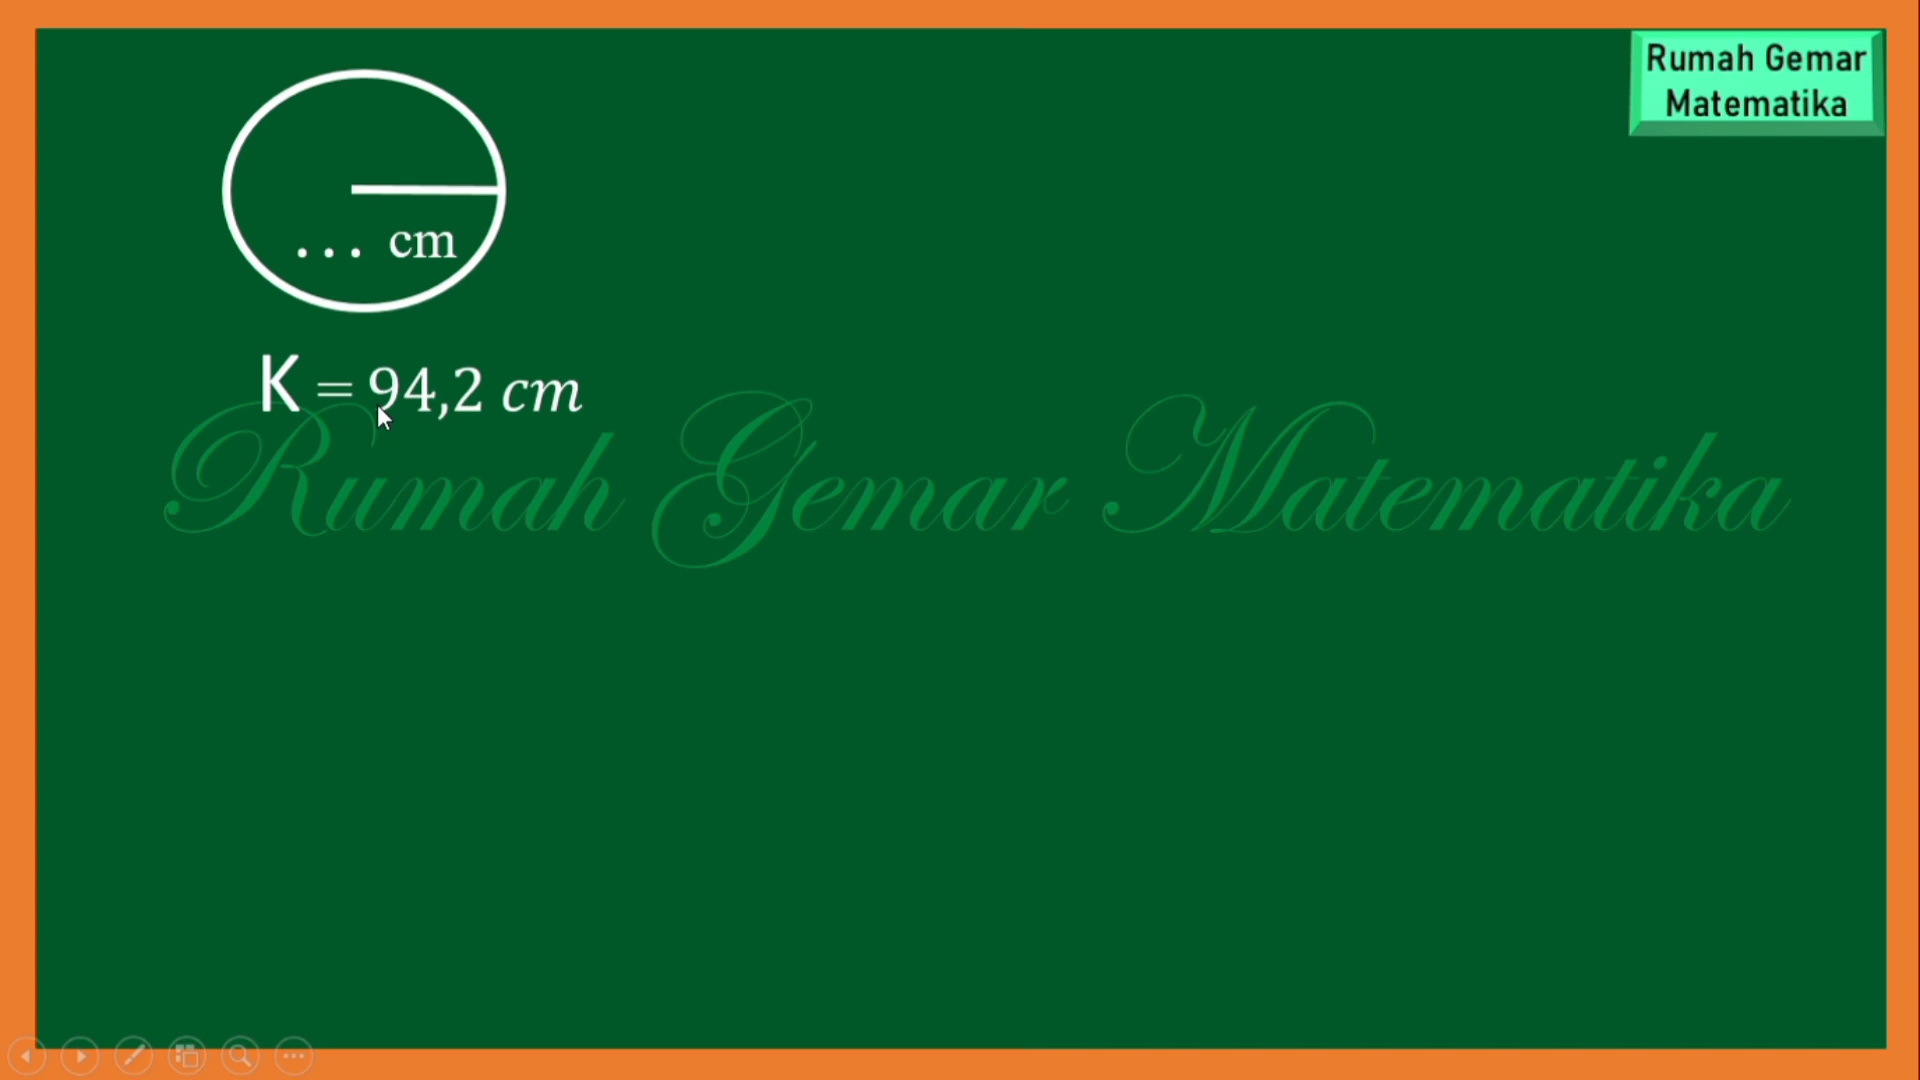 Rumah Gemar
Matematika
... cm
K = 94,2 cm
Rumah Gemar Matematika